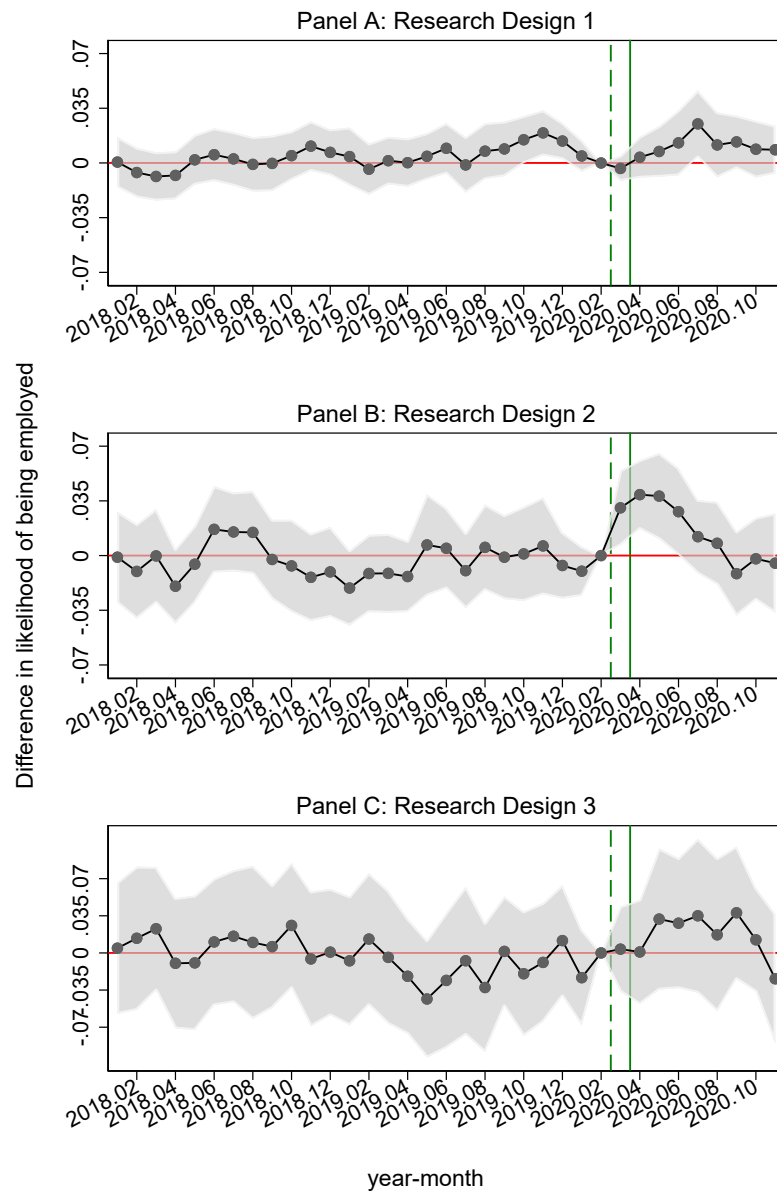 Panel A: Research Design 1
.07
.035
0
-.035
-.07
2018.02 2018.04 2018.06 2018.08 2018.10 2018.12 2019.02 2019.04 2019.06 2019.08 2019.10 2019.12 2020.02 2020.04 2020.06 2020.08 2020.10
Difference in likelihood of being employed
Panel B: Research Design 2
.07
.035
0
-.035
-.07
2018.02 2018.04 2018.06 2018.08 2018.10 2018.12 2019.02 2019.04 2019.06 2019.08 2019.10 2019.12 2020.02 2020.04 2020.06 2020.08 2020.10
Panel C: Research Design 3
.07
.035
0
-.035
-.07
2018.02 2018.04 2018.06 2018.08 2018.10 2018.12 2019.02 2019.04 2019.06 2019.08 2019.10 2019.12 2020.02 2020.04 2020.06 2020.08 2020.10
year-month